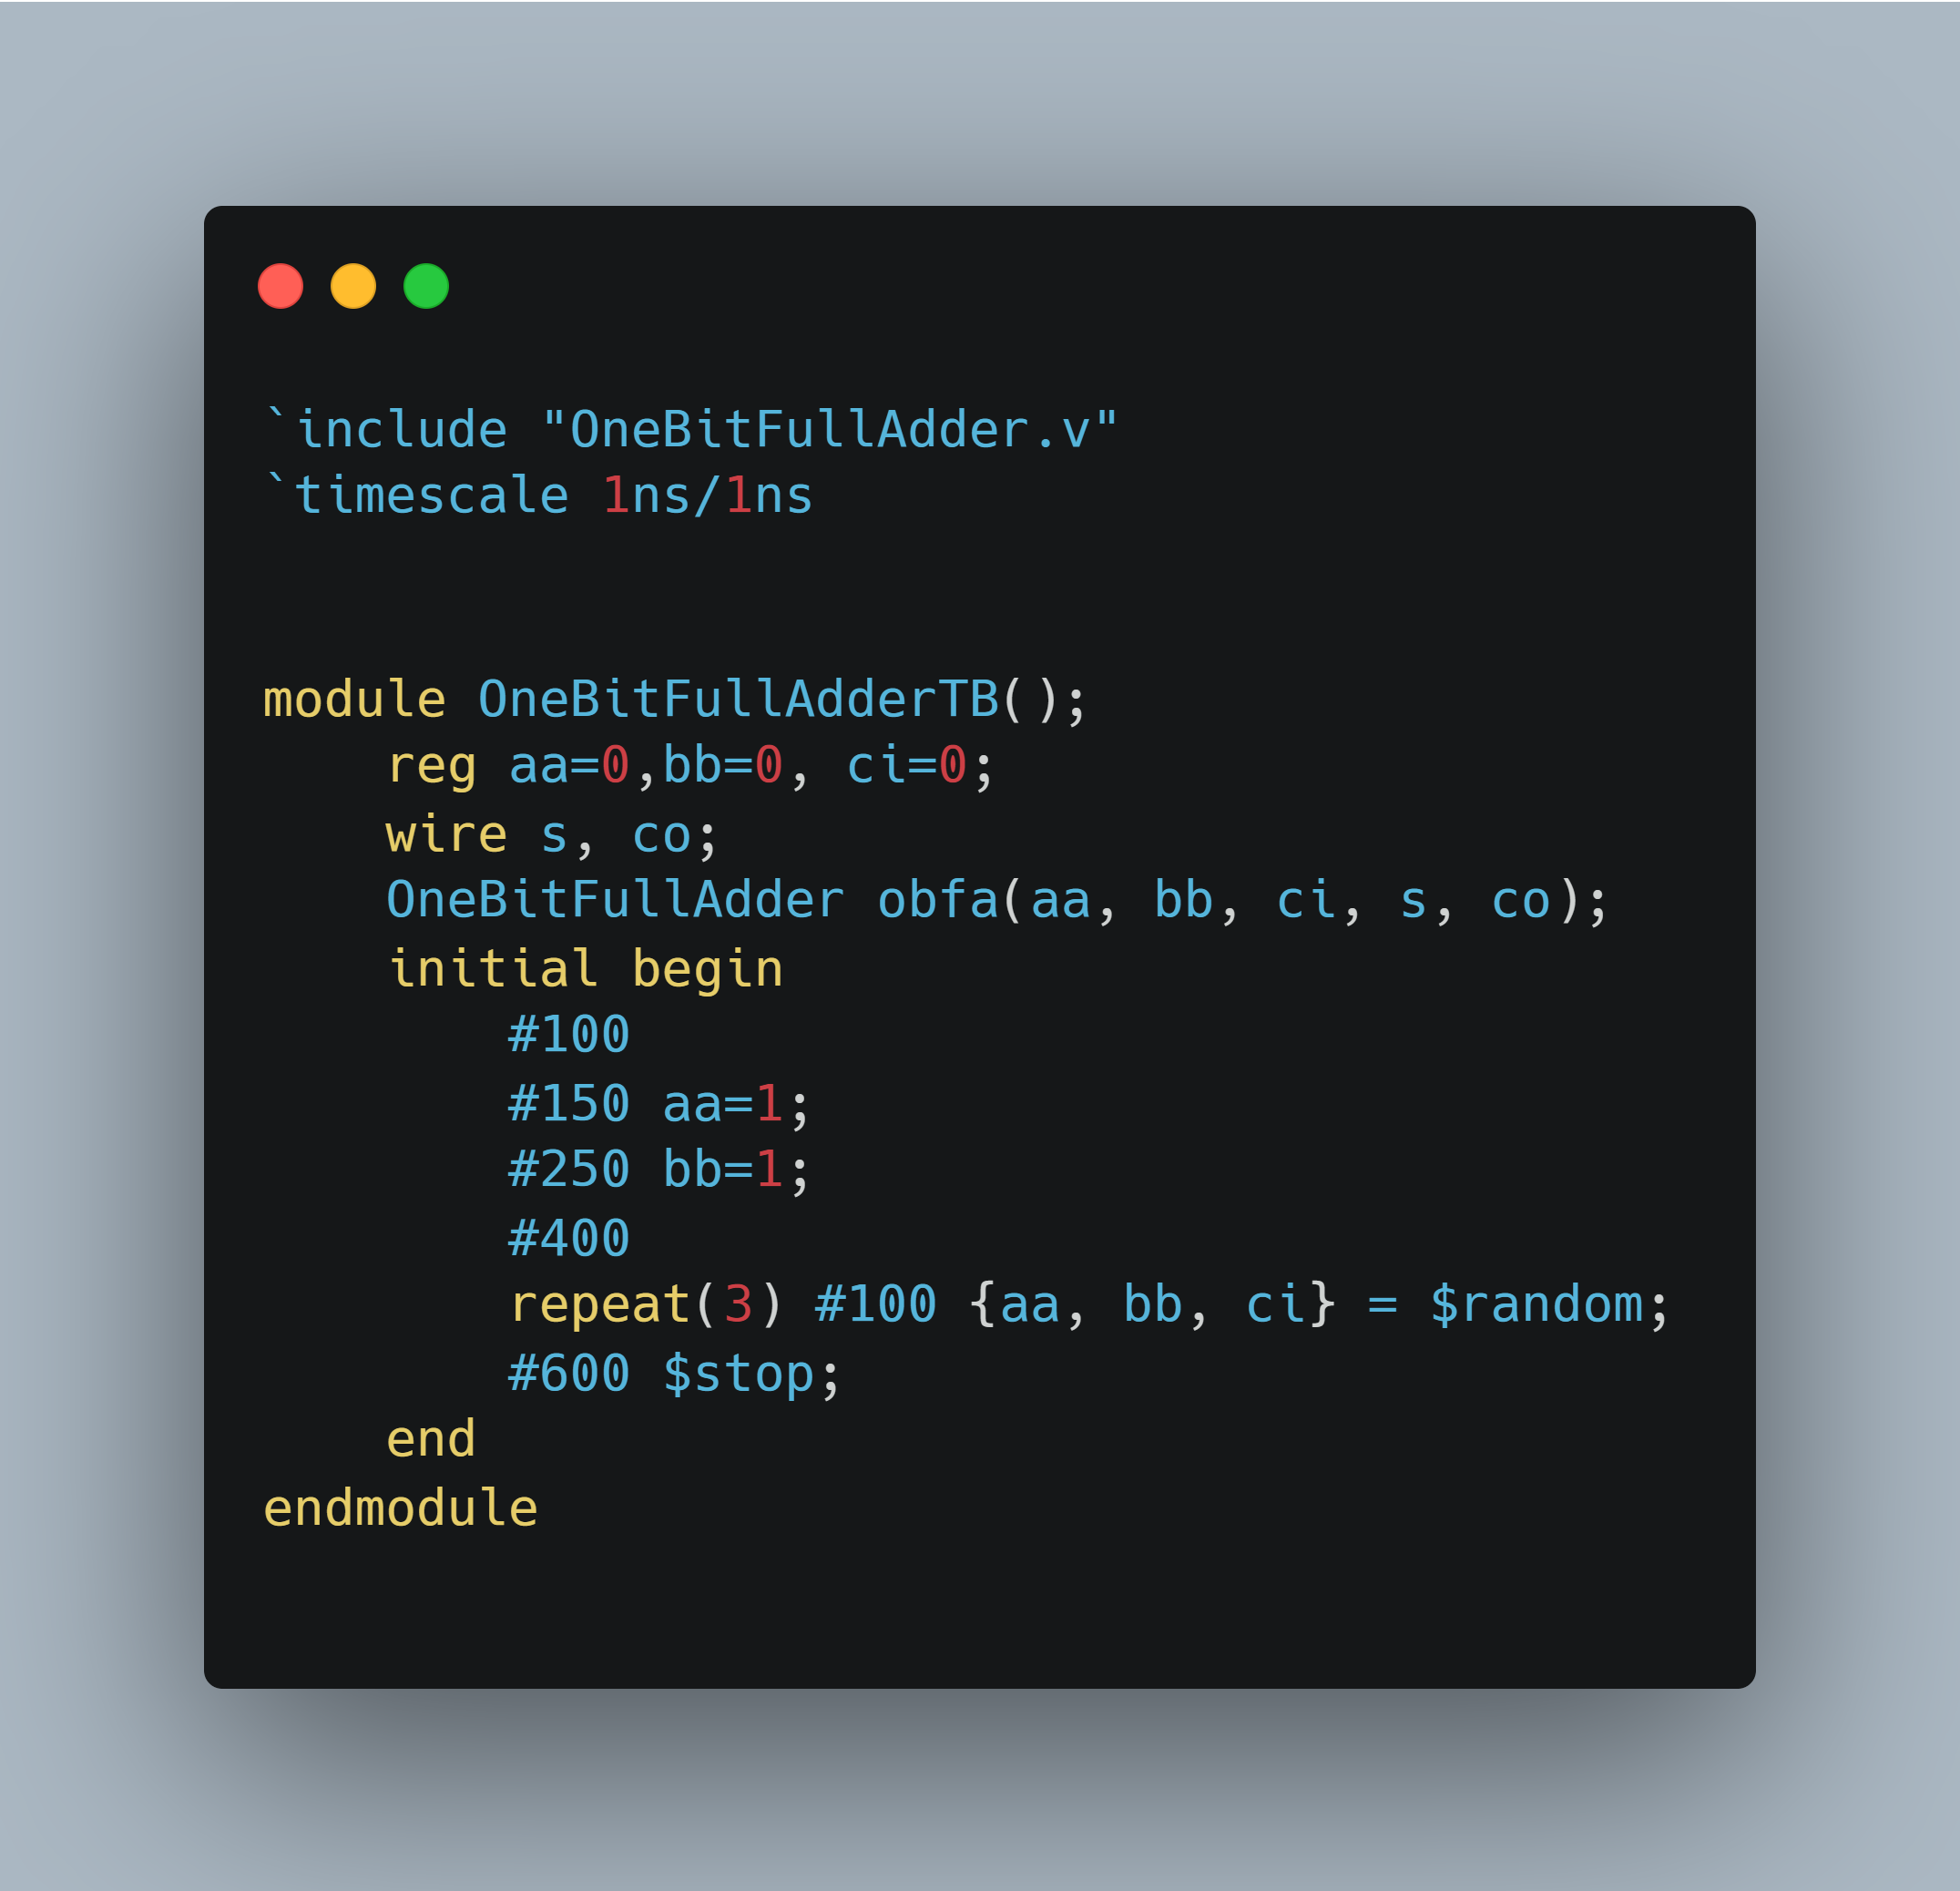 `include "OneBitFullAdder.v"
`timescale 1ns/1ns
module OneBitFullAdderTB();
    reg aa=0,bb=0, ci=0;
    wire s, co;
    OneBitFullAdder obfa(aa, bb, ci, s, co);
    initial begin
        #100
        #150 aa=1;
        #250 bb=1;
        #400
        repeat(3) #100 {aa, bb, ci} = $random;
        #600 $stop;
    end
endmodule